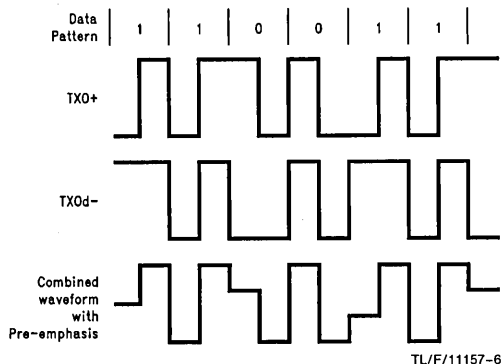 Data
Pattern
1 1 0 0 1 1
TXO+
TXOd-
Combined
waveform
with
Pre-emphasis
TL/F/11157-6